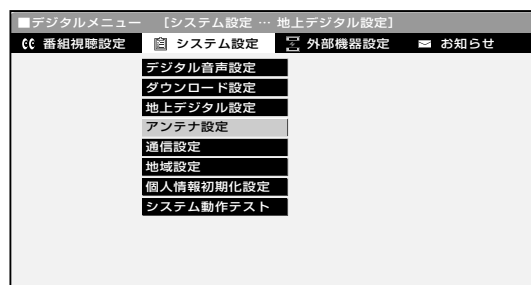 ■デジタルメニュー [システム設定 … 地上デジタル設定]
番組視聴設定 システム設定 外部機器設定 お知らせ
デジタル音声設定
ダウンロード設定
地上デジタル設定
アンテナ設定
通信設定
地域設定
個人情報初期化設定
システム動作テスト